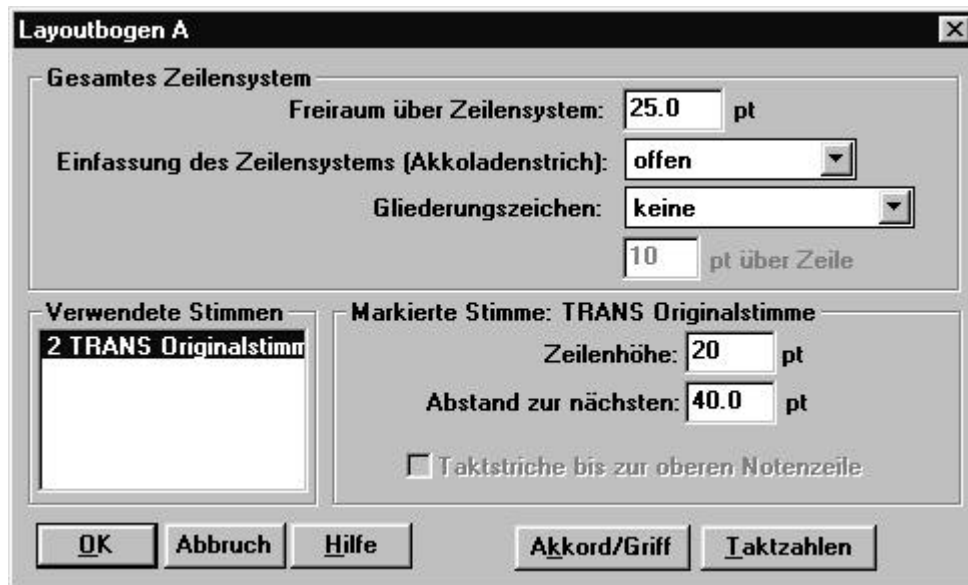 Layoutbogen A
Gesamtes Zeilensystem
Freiraum über Zeilensystem: 25.0 pt
Einfassung des Zeilensystems (Akkoladenstrich): offen
Gliederungszeichen: keine
10 pt über Zeile
Verwendete Stimmen
2 TRANS Originalstimm
Markierte Stimme: TRANS Originalstimme
Zeilenhöhe: 20 pt
Abstand zur nächsten: 40.0 pt
Taktstriche bis zur oberen Notenzeile
OK Abbruch Hilfe Akkord/Griff Taktzahlen